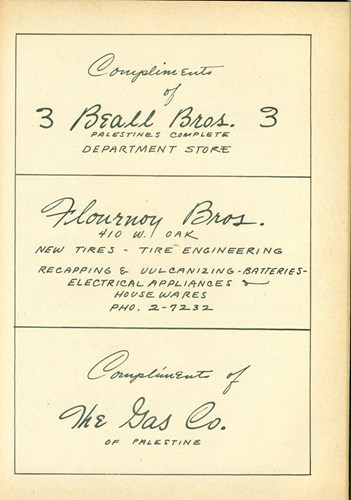 Compliments
of
3 Beall Bros. 3
PALESTINES COMPLETE
DEPARTMENT STORE
Flournoy Bros.
410 W. OAK
NEW TIRES - TIRE ENGINEERING
RECAPPING & VULCANIZING - BATTERIES -
ELECTRICAL APPLIANCES &
HOUSE WARES
PHO. 2-7232
Compliments of
The Gas Co.
OF PALESTINE